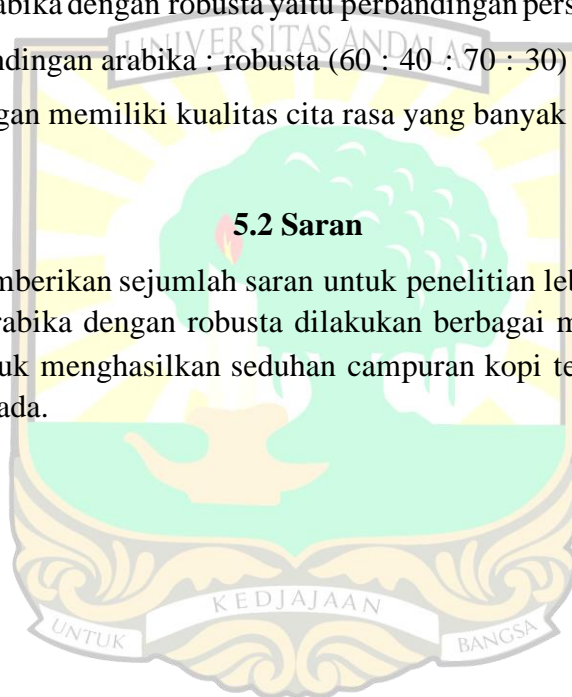 abika dengan robusta yaitu perbandingan pers
UNIVERSITAS ANDALAS
ndingan arabika : robusta (60 : 40 : 70 : 30)
gan memiliki kualitas cita rasa yang banyak
5.2 Saran
mberikan sejumlah saran untuk penelitian leb
rabika dengan robusta dilakukan berbagai m
uk menghasilkan seduhan campuran kopi te
ada.
KEDJAJAAN
UNTUK
BANGSA